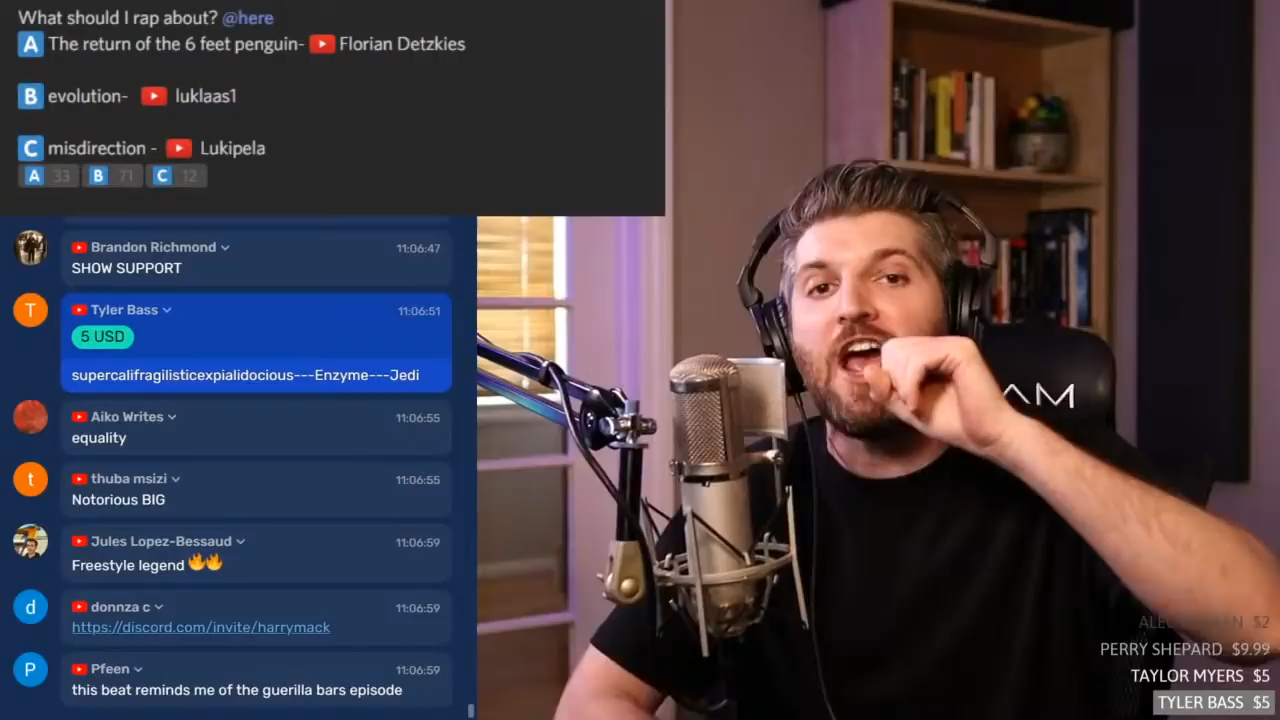 What should I rap about? @here
A The return of the 6 feet penguin- Florian Detzkies
B evolution- luklaas1
C misdirection - Lukipela
A 33 B 71 C 12
Brandon Richmond 11:06:47
SHOW SUPPORT
T Tyler Bass 11:06:51
5 USD
supercalifragilisticexpialidocious---Enzyme---Jedi
Aiko Writes 11:06:55
equality
t thuba msizi 11:06:55
Notorious BIG
Jules Lopez-Bessaud 11:06:59
Freestyle legend 🔥🔥
d donnza c 11:06:59
https://discord.com/invite/harrymack
P Pfeen 11:06:59
this beat reminds me of the guerilla bars episode
AM
$2
PERRY SHEPARD $9.99
TAYLOR MYERS $5
TYLER BASS $5